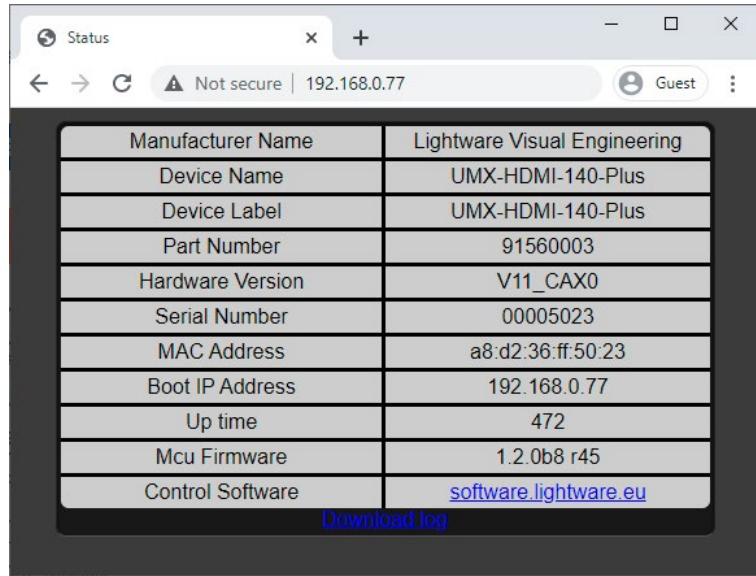 Status
Not secure | 192.168.0.77
Guest
Manufacturer Name Lightware Visual Engineering
Device Name UMX-HDMI-140-Plus
Device Label UMX-HDMI-140-Plus
Part Number 91560003
Hardware Version V11_CAX0
Serial Number 00005023
MAC Address a8:d2:36:ff:50:23
Boot IP Address 192.168.0.77
Up time 472
Mcu Firmware 1.2.0b8 r45
Control Software software.lightware.eu
Download log